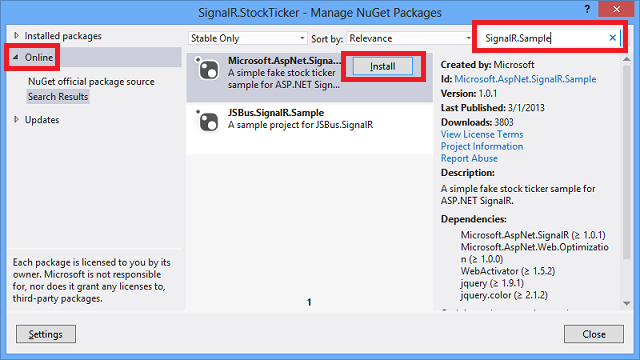 SignalR.StockTicker - Manage NuGet Packages
Installed packages
Online
NuGet official package source
Search Results
Updates
Each package is licensed to you by its
owner. Microsoft is not responsible
for, nor does it grant any licenses to,
third-party packages.
Stable Only
Sort by:
Relevance
Microsoft.AspNet.Signa...
A simple fake stock ticker
sample for ASP.NET Sign...
Install
JSBus.SignalR.Sample
A sample project for JSBus.SignalR
1
SignalR.Sample
Created by: Microsoft
Id: Microsoft.AspNet.SignalR.Sample
Version: 1.0.1
Last Published: 3/1/2013
Downloads: 3803
View License Terms
Project Information
Report Abuse
Description:
A simple fake stock ticker sample for
ASP.NET SignalR.
Dependencies:
Microsoft.AspNet.SignalR (≥ 1.0.1)
Microsoft.AspNet.Web.Optimizatio
n (≥ 1.0.0)
WebActivator (≥ 1.5.2)
jquery (≥ 1.9.1)
jquery.color (≥ 2.1.2)
Settings
Close